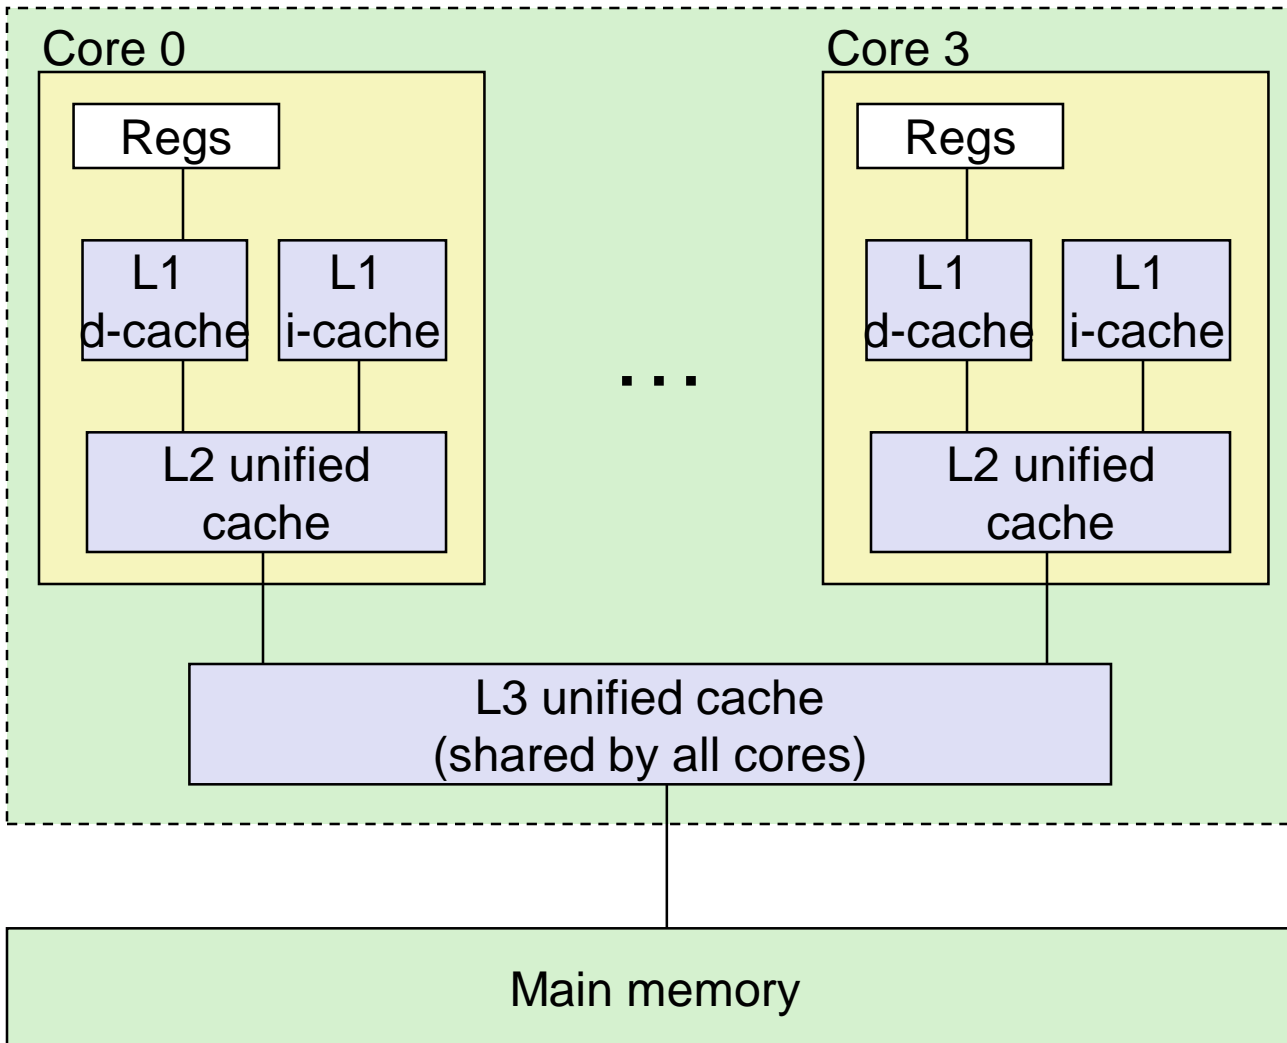 Core 0
Regs
L1
d-cache
L1
i-cache
L2 unified
cache
...
Core 3
Regs
L1
d-cache
L1
i-cache
L2 unified
cache
L3 unified cache
(shared by all cores)
Main memory